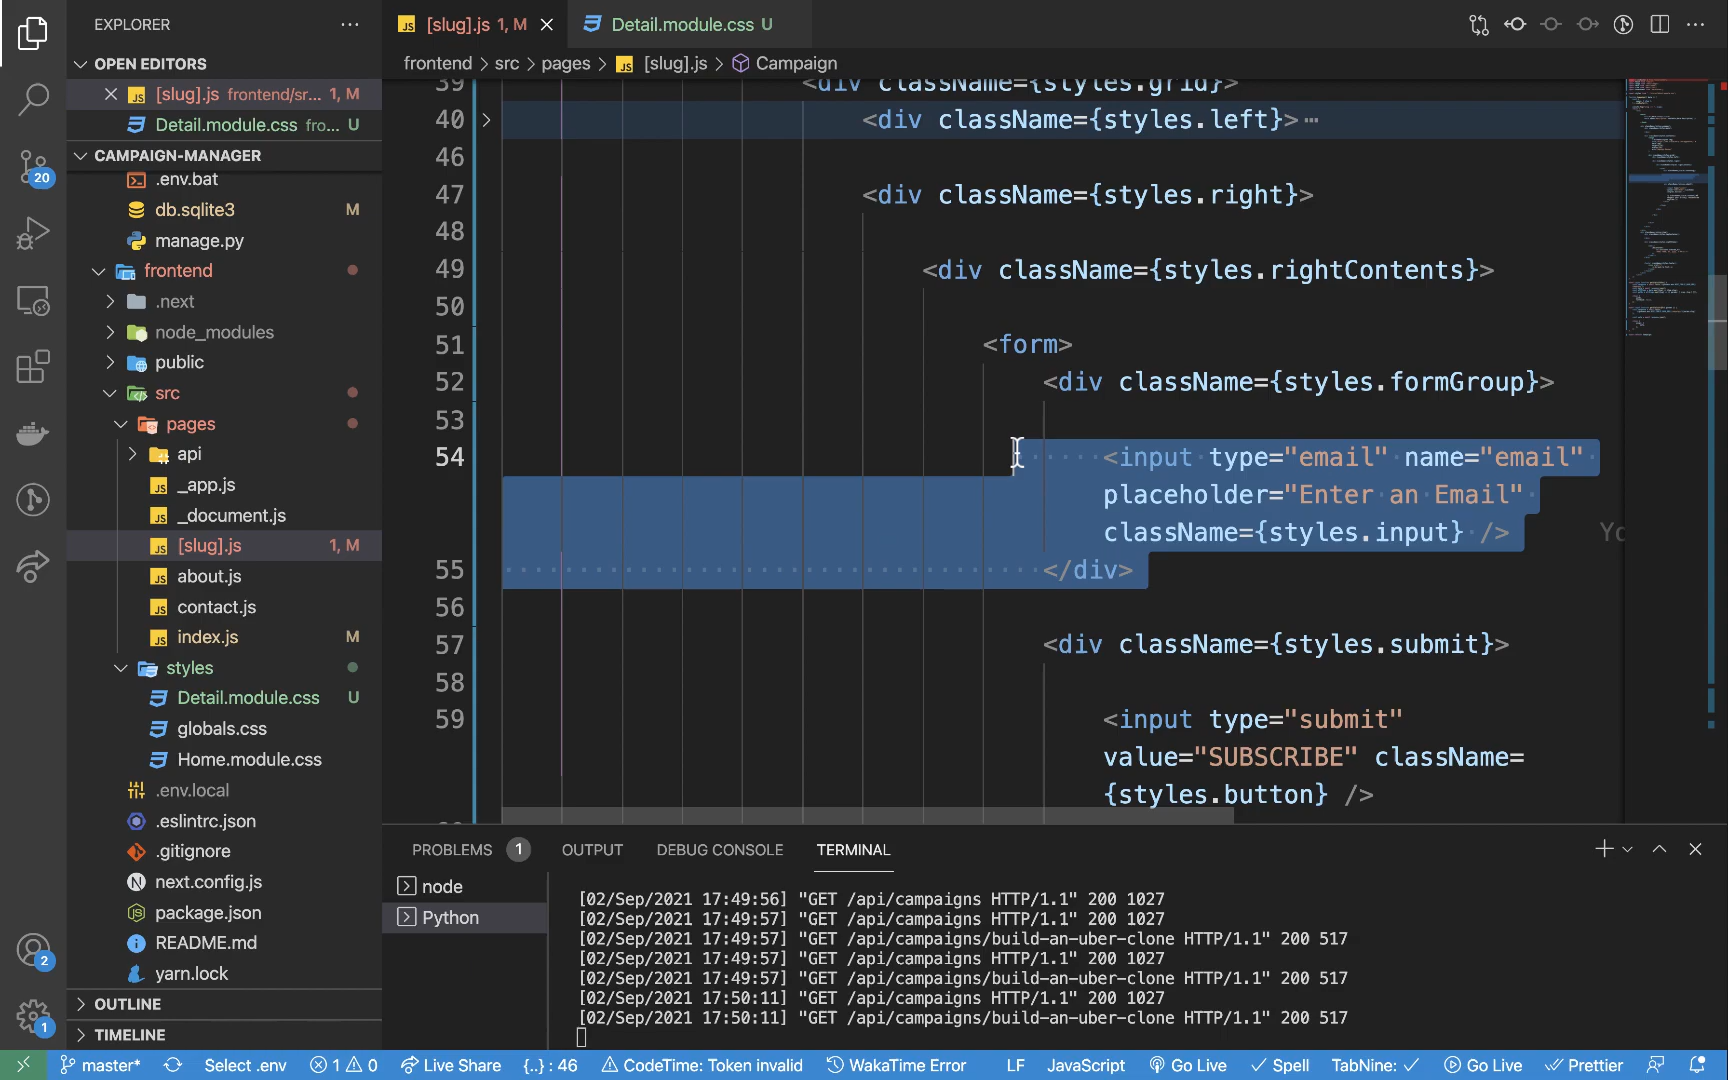 EXPLORER
OPEN EDITORS
[slug].js frontend/sr... 1, M
Detail.module.css fro... U
CAMPAIGN-MANAGER
.env.bat
db.sqlite3 M
manage.py
frontend
.next
node_modules
public
src
pages
api
_app.js
_document.js
[slug].js 1, M
about.js
contact.js
index.js M
styles
Detail.module.css U
globals.css
Home.module.css
.env.local
.eslintrc.json
.gitignore
next.config.js
package.json
README.md
yarn.lock
OUTLINE
TIMELINE
20
2
1
[slug].js 1, M
Detail.module.css U
frontend > src > pages > [slug].js > Campaign
39 <div className={styles.grid}>
40 <div className={styles.left}>
46
47 <div className={styles.right}>
48
49 <div className={styles.rightContents}>
50
51 <form>
52 <div className={styles.formGroup}>
53
54 <input type="email" name="email"
placeholder="Enter an Email"
className={styles.input} /> Yo
55 </div>
56
57 <div className={styles.submit}>
58
59 <input type="submit"
value="SUBSCRIBE" className=
{styles.button} />
PROBLEMS 1 OUTPUT DEBUG CONSOLE TERMINAL
node
Python
[02/Sep/2021 17:49:56] "GET /api/campaigns HTTP/1.1" 200 1027
[02/Sep/2021 17:49:57] "GET /api/campaigns HTTP/1.1" 200 1027
[02/Sep/2021 17:49:57] "GET /api/campaigns/build-an-uber-clone HTTP/1.1" 200 517
[02/Sep/2021 17:49:57] "GET /api/campaigns HTTP/1.1" 200 1027
[02/Sep/2021 17:49:57] "GET /api/campaigns/build-an-uber-clone HTTP/1.1" 200 517
[02/Sep/2021 17:50:11] "GET /api/campaigns HTTP/1.1" 200 1027
[02/Sep/2021 17:50:11] "GET /api/campaigns/build-an-uber-clone HTTP/1.1" 200 517
master* Select .env 1 0 Live Share {..} : 46 CodeTime: Token invalid WakaTime Error LF JavaScript Go Live Spell TabNine: Go Live Prettier